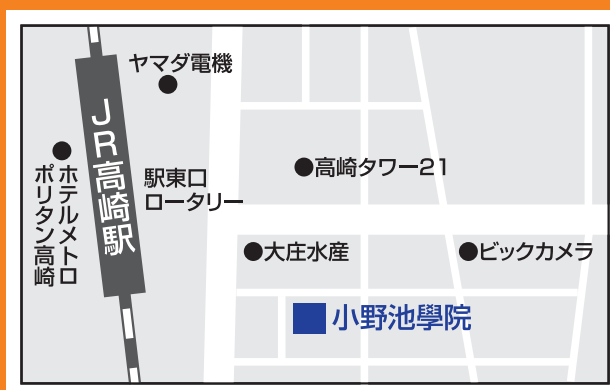 ヤマダ電機
JR高崎駅
ホテルメトロ
ポリタン高崎
駅東口
ロータリー
●高崎タワー21
●大庄水産
●ビックカメラ
小野池學院